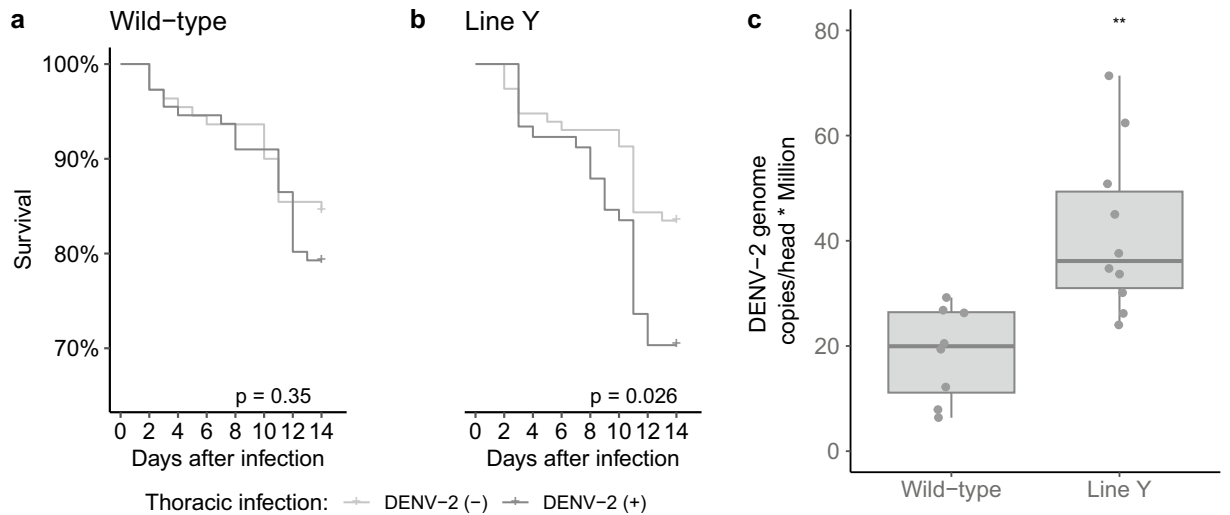 a
Wild−type
100%
90%
80%
70%
Survival
p = 0.35
0 2 4 6 8 10 12 14
Days after infection
b
Line Y
p = 0.026
0 2 4 6 8 10 12 14
Days after infection
Thoracic infection: DENV−2 (−) DENV−2 (+)
c
80
60
40
20
0
DENV−2 genome
copies/head * Million
**
Wild−type Line Y